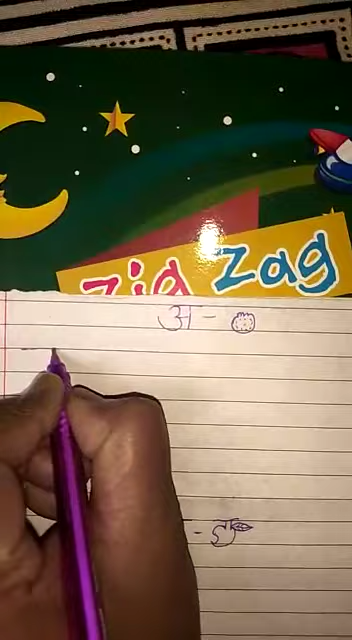 zig zag
अ -
-